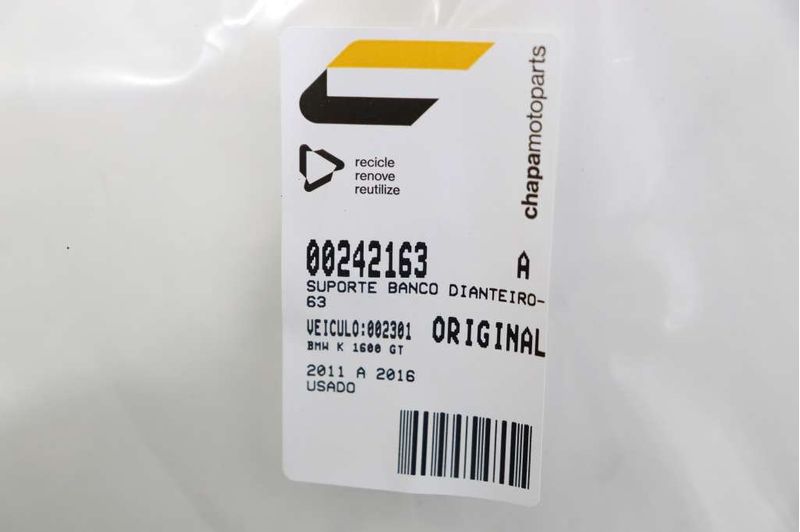 chapamotoparts
recicle
renove
reutilize
00242163 A
SUPORTE BANCO DIANTEIRO-
63
VEICULO:002301 ORIGINAL
BMW K 1600 GT
2011 A 2016
USADO